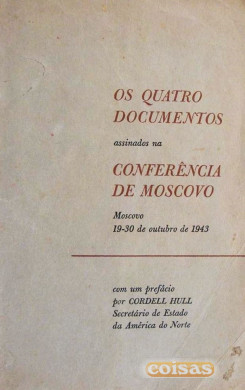 OS QUATRO
DOCUMENTOS
assinados na
CONFERÊNCIA
DE MOSCOVO
Moscovo
19-30 de outubro de 1943
com um prefácio
por CORDELL HULL
Secretário de Estado
da América do Norte
coisas